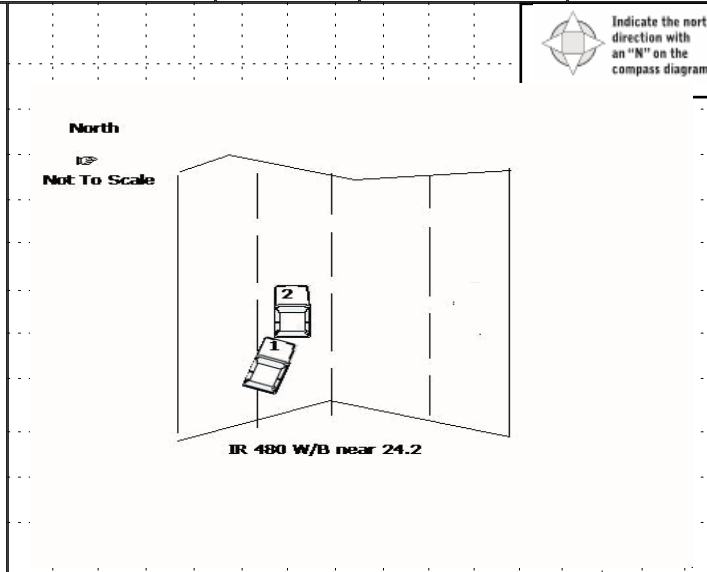 Indicate the nort
direction with
an “N” on the
compass diagram
North
☞
Not To Scale
2
1
IR 480 W/B near 24.2